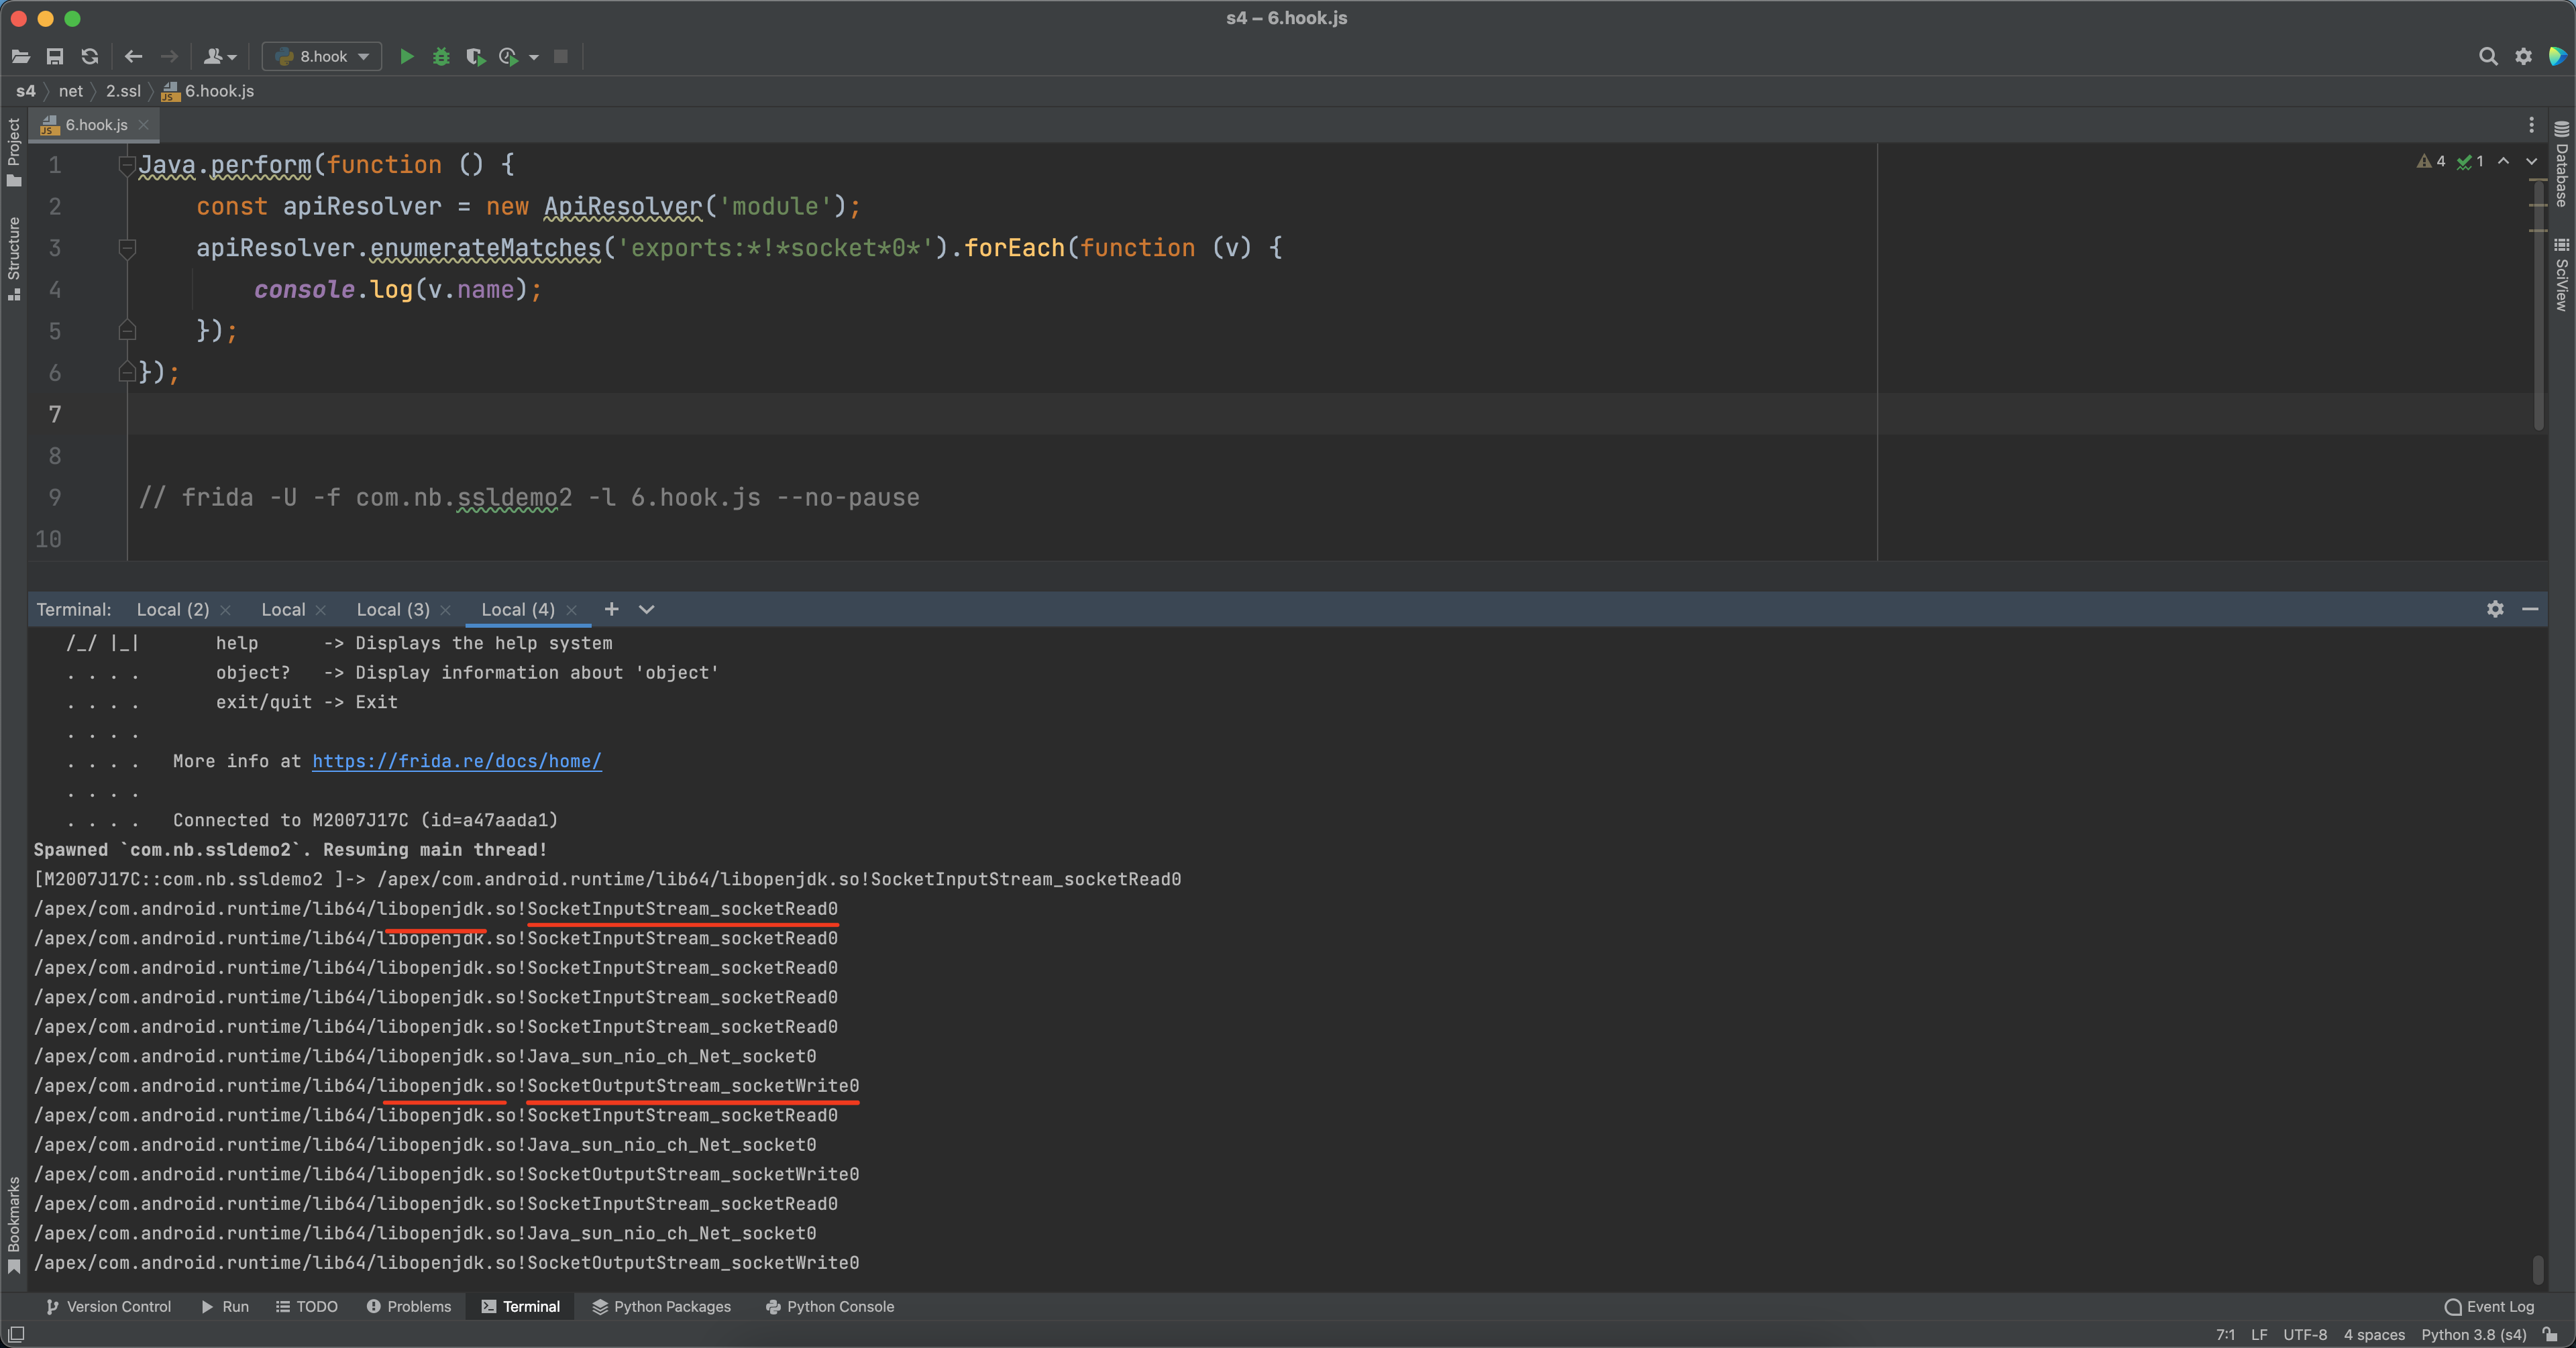 s4 – 6.hook.js
8.hook
s4 net 2.ssl 6.hook.js
6.hook.js
Project
Structure
Bookmarks
Database
SciView
4 1
1 Java.perform(function () {
2 const apiResolver = new ApiResolver('module');
3 apiResolver.enumerateMatches('exports:*!*socket*0*').forEach(function (v) {
4 console.log(v.name);
5 });
6 });
7
8
9 // frida -U -f com.nb.ssldemo2 -l 6.hook.js --no-pause
10
Terminal: Local (2) Local Local (3) Local (4)
/_/ |_| help -> Displays the help system
. . . . object? -> Display information about 'object'
. . . . exit/quit -> Exit
. . . .
. . . . More info at https://frida.re/docs/home/
. . . .
. . . . Connected to M2007J17C (id=a47aada1)
Spawned `com.nb.ssldemo2`. Resuming main thread!
[M2007J17C::com.nb.ssldemo2 ]-> /apex/com.android.runtime/lib64/libopenjdk.so!SocketInputStream_socketRead0
/apex/com.android.runtime/lib64/libopenjdk.so!SocketInputStream_socketRead0
/apex/com.android.runtime/lib64/libopenjdk.so!SocketInputStream_socketRead0
/apex/com.android.runtime/lib64/libopenjdk.so!SocketInputStream_socketRead0
/apex/com.android.runtime/lib64/libopenjdk.so!SocketInputStream_socketRead0
/apex/com.android.runtime/lib64/libopenjdk.so!SocketInputStream_socketRead0
/apex/com.android.runtime/lib64/libopenjdk.so!Java_sun_nio_ch_Net_socket0
/apex/com.android.runtime/lib64/libopenjdk.so!SocketOutputStream_socketWrite0
/apex/com.android.runtime/lib64/libopenjdk.so!SocketInputStream_socketRead0
/apex/com.android.runtime/lib64/libopenjdk.so!Java_sun_nio_ch_Net_socket0
/apex/com.android.runtime/lib64/libopenjdk.so!SocketOutputStream_socketWrite0
/apex/com.android.runtime/lib64/libopenjdk.so!SocketInputStream_socketRead0
/apex/com.android.runtime/lib64/libopenjdk.so!Java_sun_nio_ch_Net_socket0
/apex/com.android.runtime/lib64/libopenjdk.so!SocketOutputStream_socketWrite0
Version Control Run TODO Problems Terminal Python Packages Python Console Event Log
7:1 LF UTF-8 4 spaces Python 3.8 (s4)